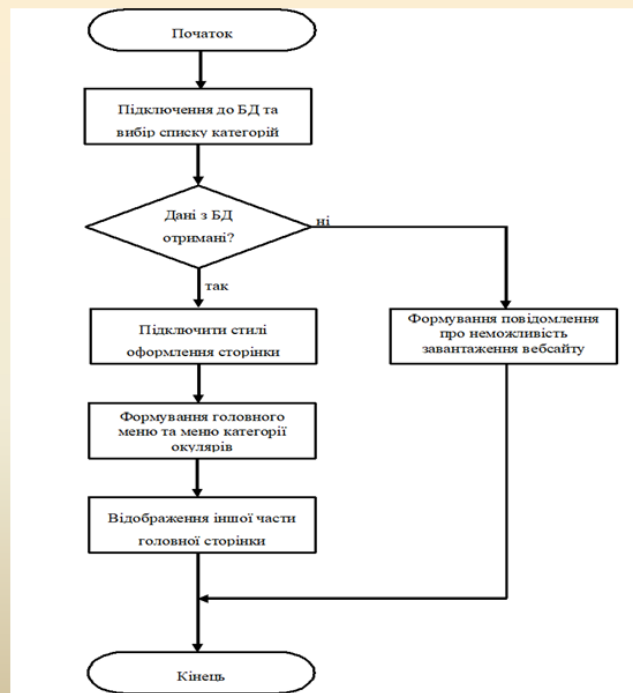 Початок
Підключення до БД та
вибір списку категорій
Дані з БД
отримані?
ні
так
Підключити стилі
оформлення сторінки
Формування повідомлення
про неможливість
завантаження вебсайту
Формування головного
меню та меню категорії
окулярів
Відображення іншої части
головної сторінки
Кінець